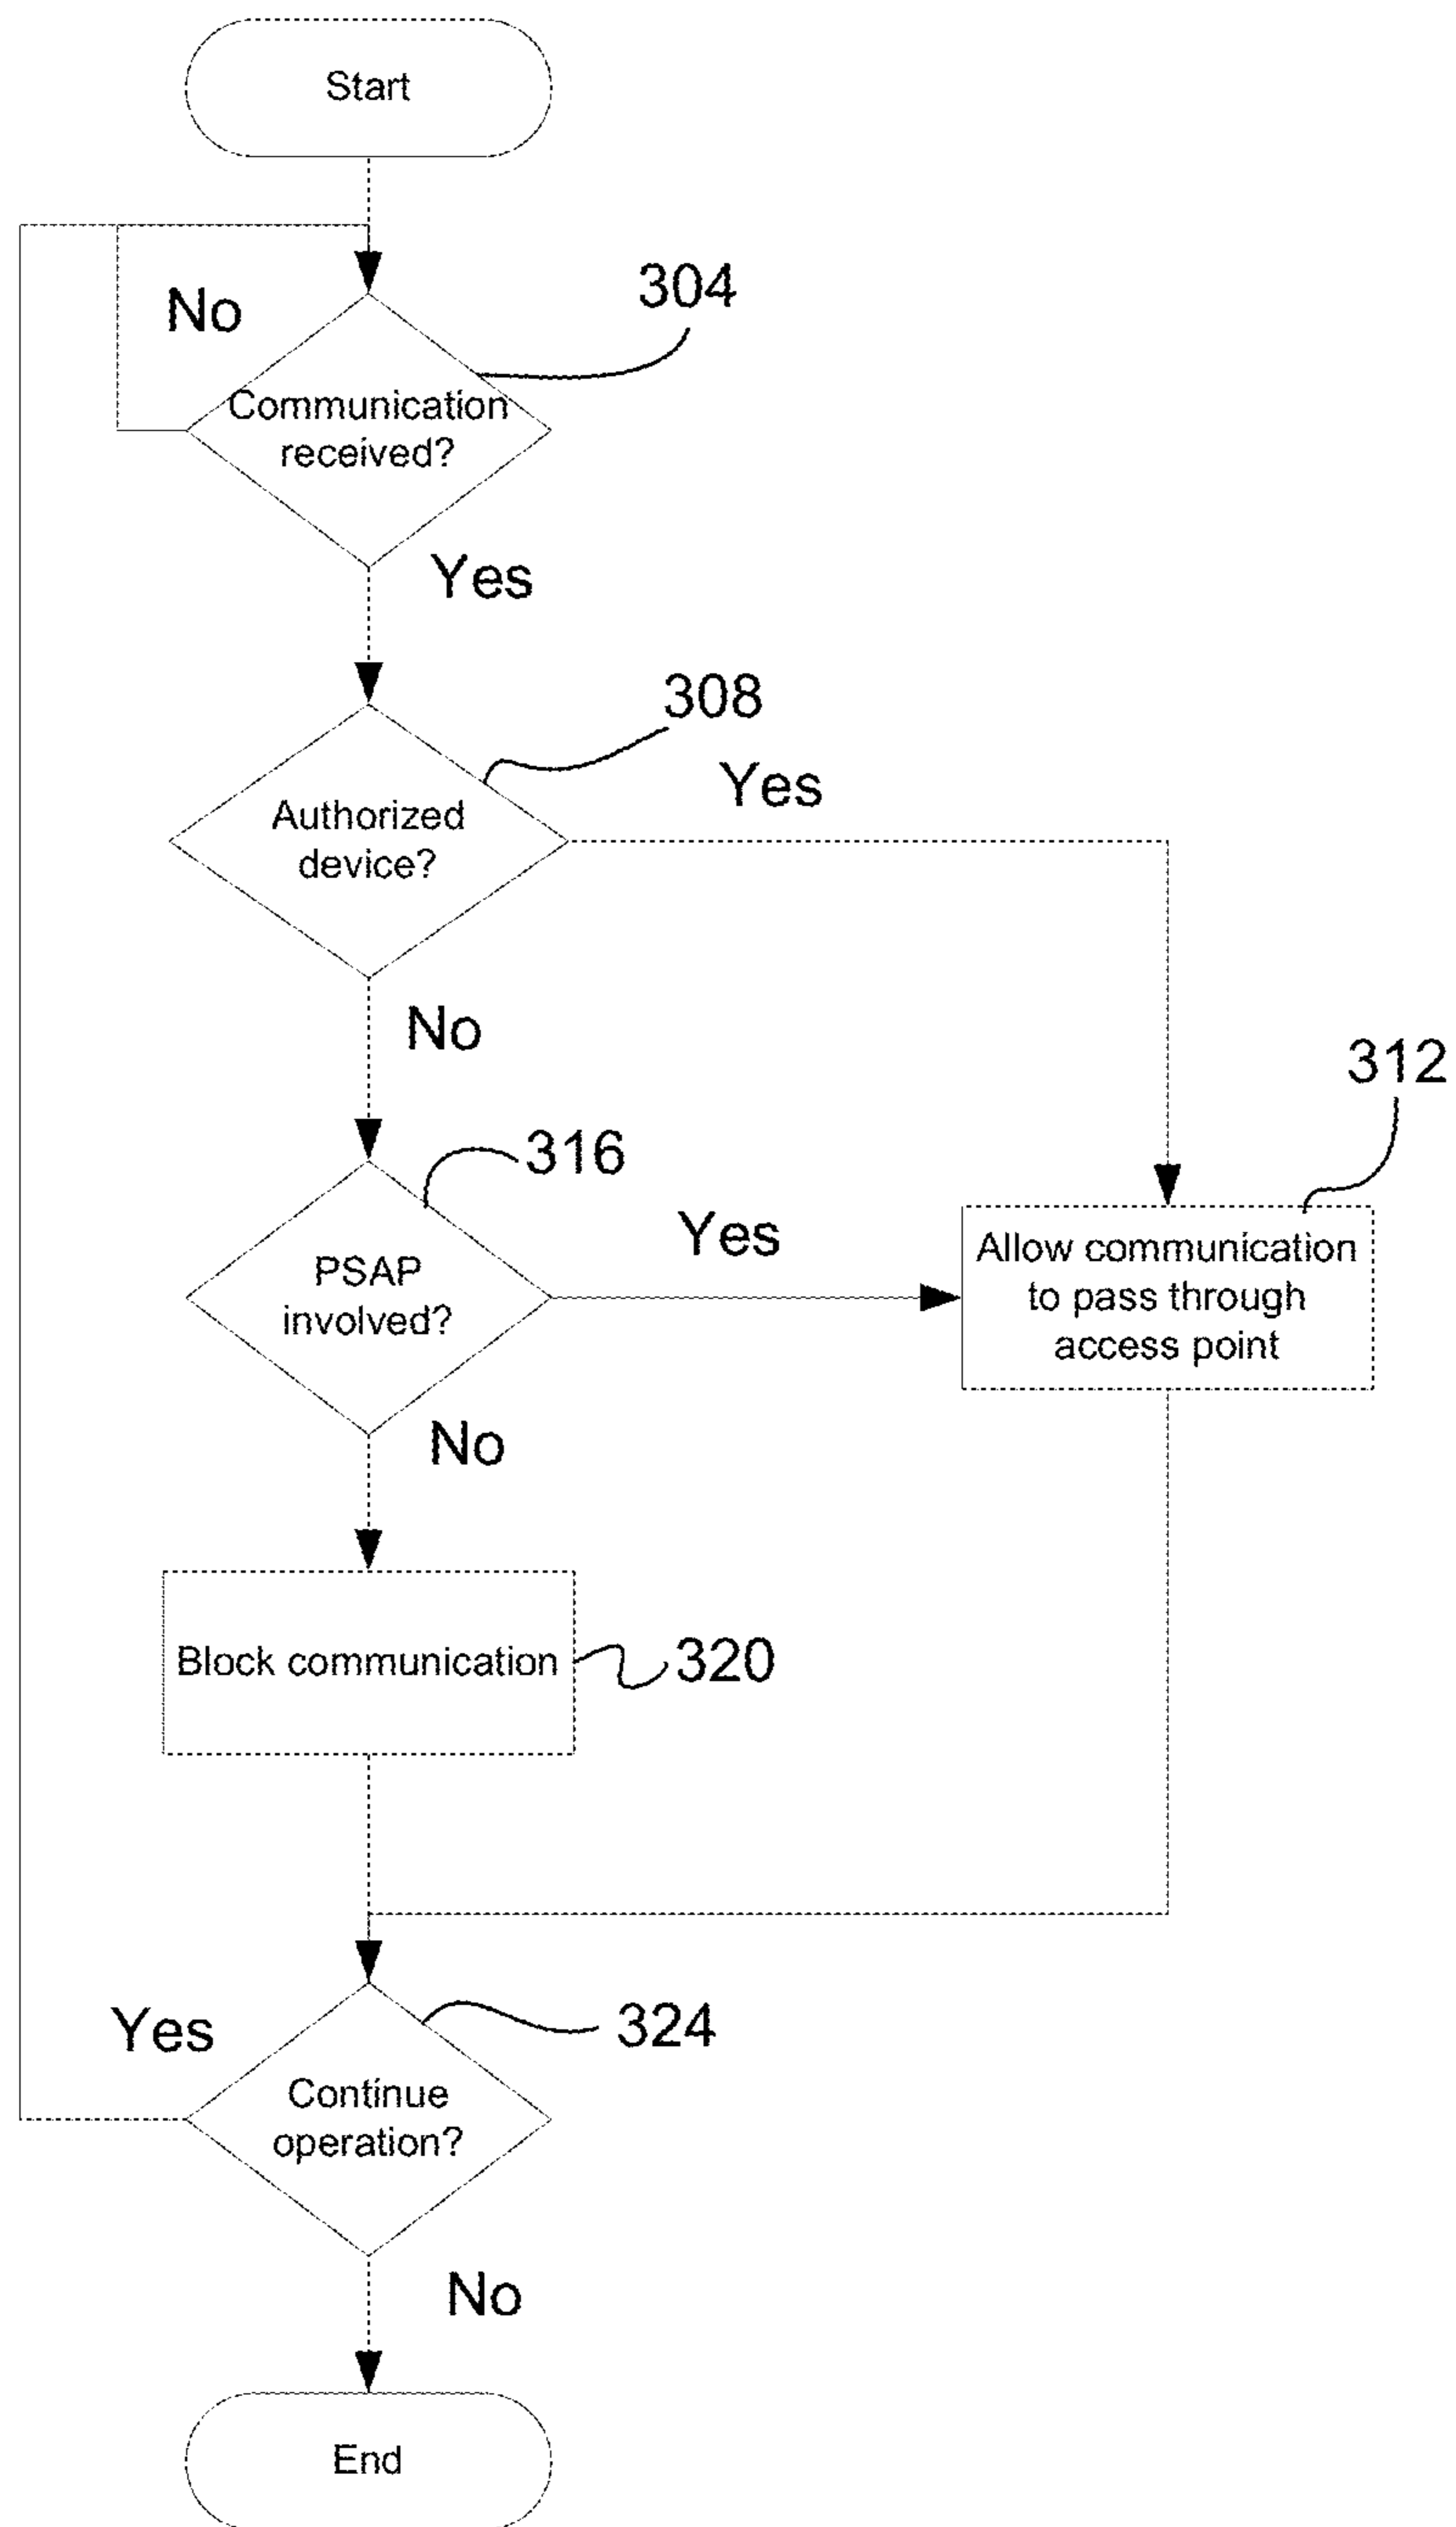 Start
No
304
Communication
received?
Yes
308
Yes
Authorized
device?
No
312
316
Yes
Allow communication
to pass through
access point
PSAP
involved?
No
Block communication
320
Yes
324
Continue
operation?
No
End